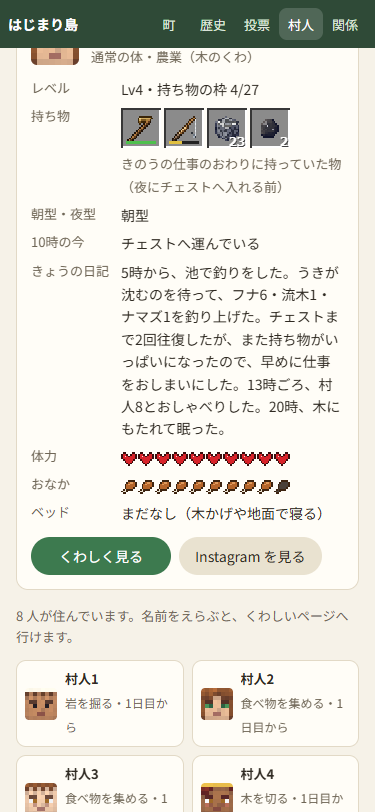 はじまり島 町 歴史 投票 村人 関係
通常の体・農業（木のくわ）
レベル Lv4・持ち物の枠 4/27
持ち物
23 2
きのうの仕事のおわりに持っていた物
（夜にチェストへ入れる前）
朝型・夜型 朝型
10時の今 チェストへ運んでいる
きょうの日記 5時から、池で釣りをした。うきが
沈むのを待って、フナ6・流木1・
ナマズ1を釣り上げた。チェストま
で2回往復したが、また持ち物がい
っぱいになったので、早めに仕事
をおしまいにした。13時ごろ、村
人8とおしゃべりした。20時、木に
もたれて眠った。
体力
おなか
ベッド まだなし（木かげや地面で寝る）
くわしく見る Instagram を見る
8 人が住んでいます。名前をえらぶと、くわしいページへ
行けます。
村人1
岩を掘る・1日目か
ら
村人2
食べ物を集める・1
日目から
村人3
食べ物を集める・1
村人4
木を切る・1日目か